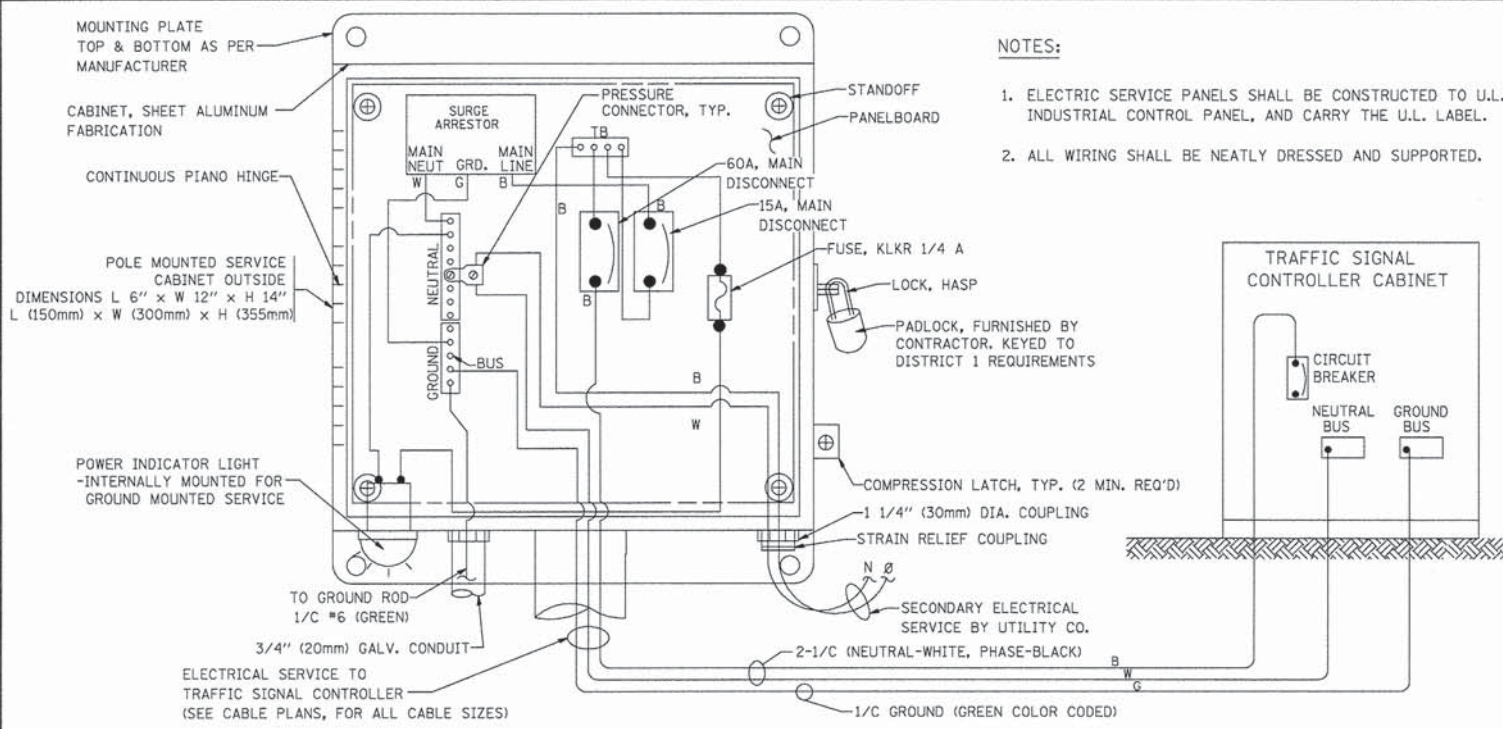 MOUNTING PLATE
TOP & BOTTOM AS PER
MANUFACTURER
CABINET, SHEET ALUMINUM
FABRICATION
CONTINUOUS PIANO HINGE
POLE MOUNTED SERVICE
CABINET OUTSIDE
DIMENSIONS L 6" x W 12" x H 14"
L (150mm) x W (300mm) x H (355mm)
POWER INDICATOR LIGHT
-INTERNALLY MOUNTED FOR
GROUND MOUNTED SERVICE
SURGE
ARRESTOR
MAIN
NEUT
GRD.
MAIN
LINE
W
G
B
PRESSURE
CONNECTOR, TYP.
TB
B
B
B
NEUTRAL
GROUND
BUS
B
W
STANDOFF
PANELBOARD
60A, MAIN
DISCONNECT
15A, MAIN
DISCONNECT
FUSE, KLKR 1/4 A
LOCK, HASP
PADLOCK, FURNISHED BY
CONTRACTOR. KEYED TO
DISTRICT 1 REQUIREMENTS
COMPRESSION LATCH, TYP. (2 MIN. REQ'D)
1 1/4" (30mm) DIA. COUPLING
STRAIN RELIEF COUPLING
N Ø
SECONDARY ELECTRICAL
SERVICE BY UTILITY CO.
TO GROUND ROD
1/C #6 (GREEN)
3/4" (20mm) GALV. CONDUIT
ELECTRICAL SERVICE TO
TRAFFIC SIGNAL CONTROLLER
(SEE CABLE PLANS, FOR ALL CABLE SIZES)
2-1/C (NEUTRAL-WHITE, PHASE-BLACK)
B
W
G
1/C GROUND (GREEN COLOR CODED)
NOTES:
1. ELECTRIC SERVICE PANELS SHALL BE CONSTRUCTED TO U.L.
INDUSTRIAL CONTROL PANEL, AND CARRY THE U.L. LABEL.
2. ALL WIRING SHALL BE NEATLY DRESSED AND SUPPORTED.
TRAFFIC SIGNAL
CONTROLLER CABINET
CIRCUIT
BREAKER
NEUTRAL
BUS
GROUND
BUS